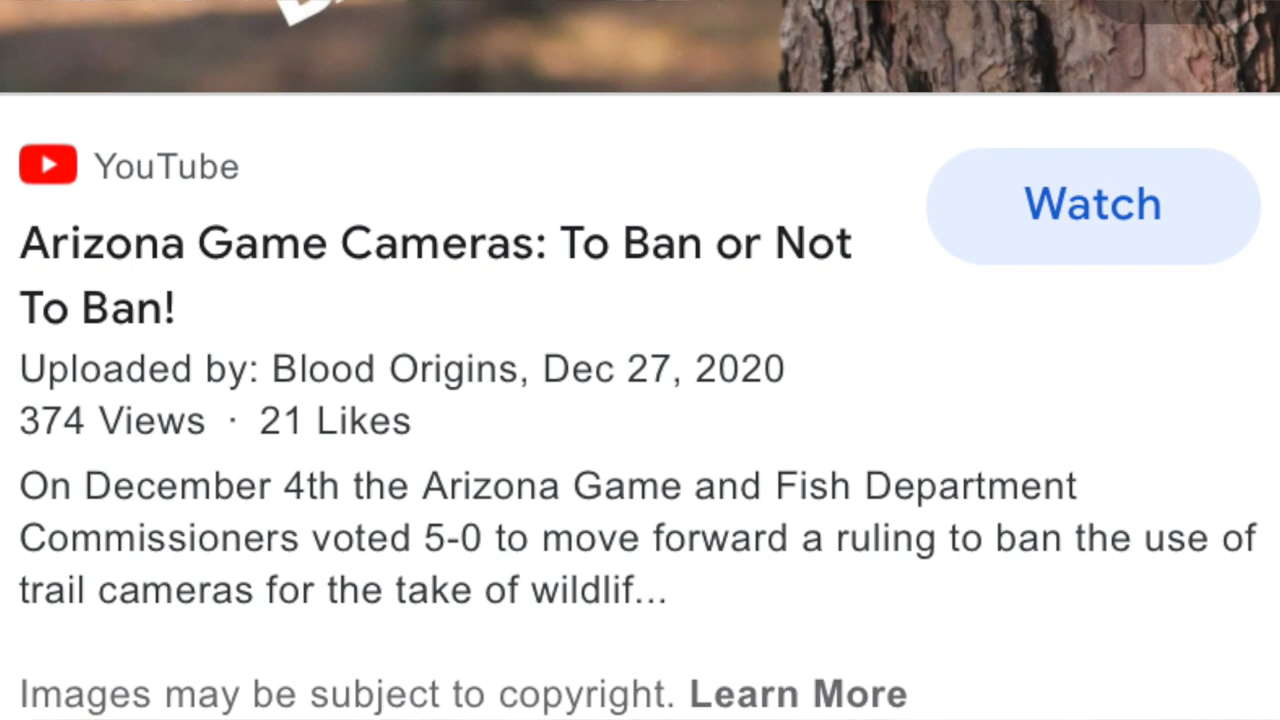 YouTube
Watch
Arizona Game Cameras: To Ban or Not
To Ban!
Uploaded by: Blood Origins, Dec 27, 2020
374 Views · 21 Likes
On December 4th the Arizona Game and Fish Department
Commissioners voted 5-0 to move forward a ruling to ban the use of
trail cameras for the take of wildlif...
Images may be subject to copyright. Learn More